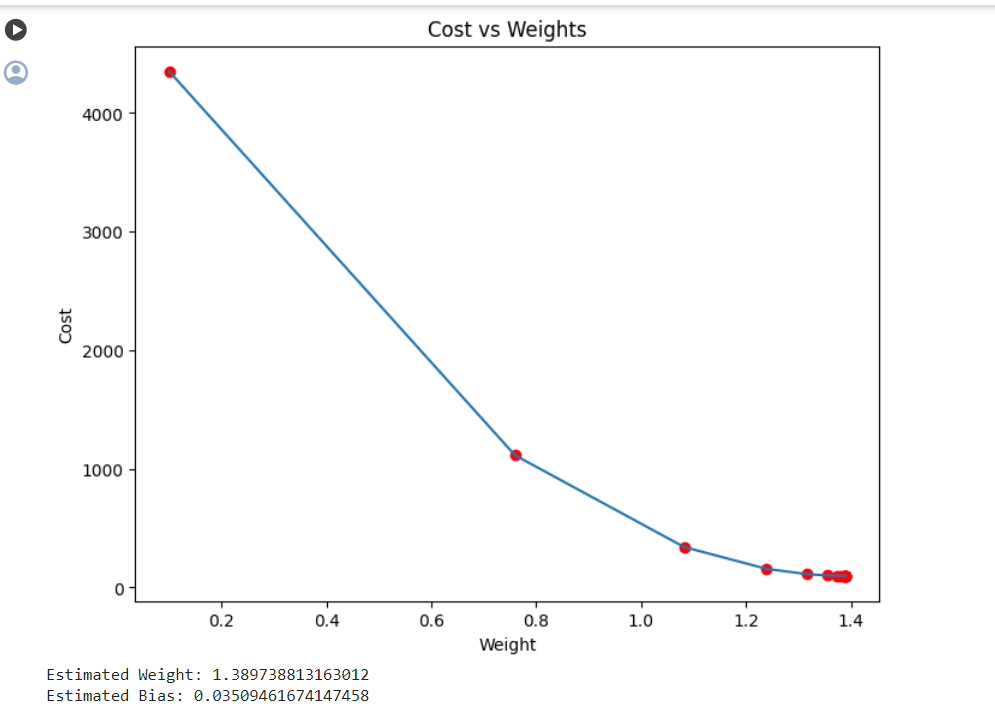 Cost vs Weights
4000
3000
2000
1000
0
Cost
0.2 0.4 0.6 0.8 1.0 1.2 1.4
Weight
Estimated Weight: 1.389738813163012
Estimated Bias: 0.03509461674147458